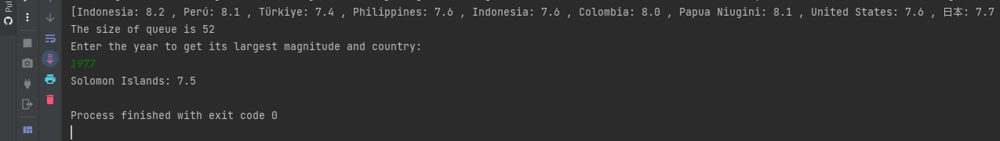 Pul
[Indonesia: 8.2 , Perú: 8.1 , Türkiye: 7.4 , Philippines: 7.6 , Indonesia: 7.6 , Colombia: 8.0 , Papua Niugini: 8.1 , United States: 7.6 , 日本: 7.7
The size of queue is 52
Enter the year to get its largest magnitude and country:
1977
Solomon Islands: 7.5
Process finished with exit code 0